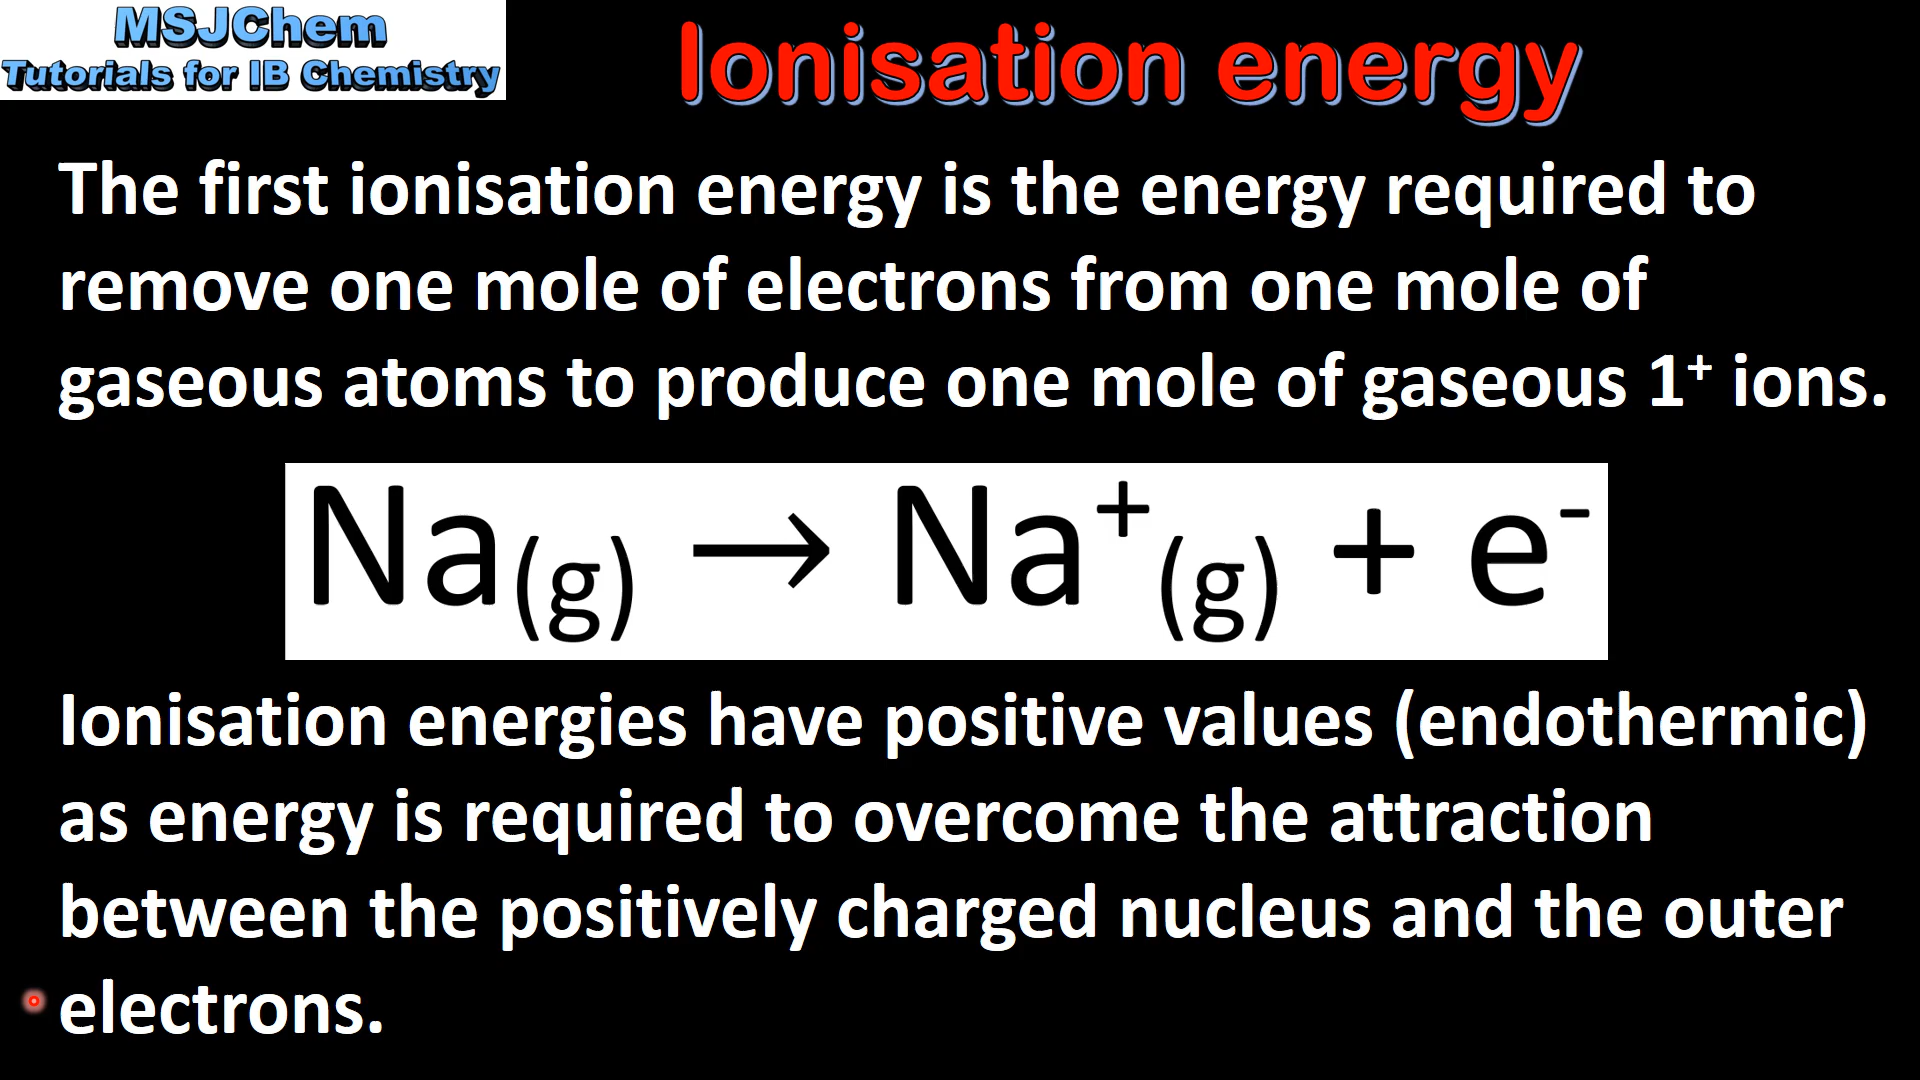 MSJChem
Tutorials for IB Chemistry
Ionisation energy
The first ionisation energy is the energy required to
remove one mole of electrons from one mole of
gaseous atoms to produce one mole of gaseous 1⁺ ions.
Na(g) → Na⁺(g) + e⁻
Ionisation energies have positive values (endothermic)
as energy is required to overcome the attraction
between the positively charged nucleus and the outer
electrons.